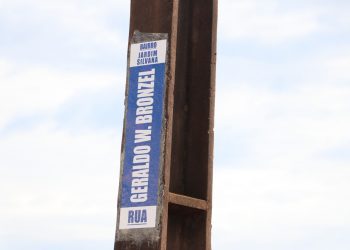 BAIRRO
JARDIM
SILVANA
GERALDO W. BRONZEL
RUA